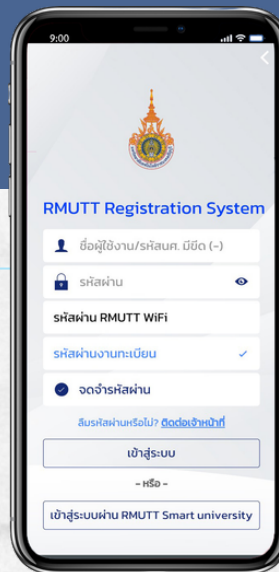 9:00
RMUTT Registration System
ชื่อผู้ใช้งาน/รหัสนศ. มีขีด (-)
รหัสผ่าน
รหัสผ่าน RMUTT WiFi
รหัสผ่านงานทะเบียน
จดจำรหัสผ่าน
ลืมรหัสผ่านหรือไม่? ติดต่อเจ้าหน้าที่
เข้าสู่ระบบ
- หรือ -
เข้าสู่ระบบผ่าน RMUTT Smart university